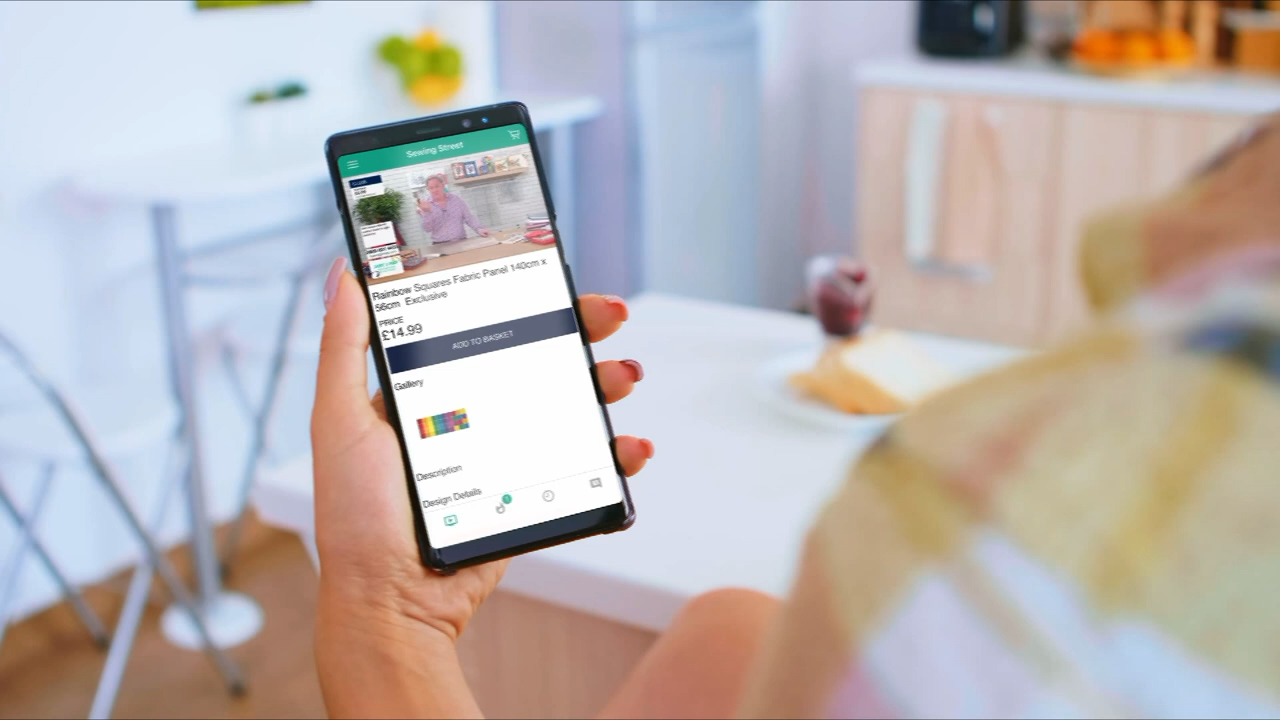 Sewing Street
Rainbow Squares Fabric Panel 140cm x
56cm Exclusive
PRICE
£14.99
ADD TO BASKET
Gallery
Description
Design Details
1